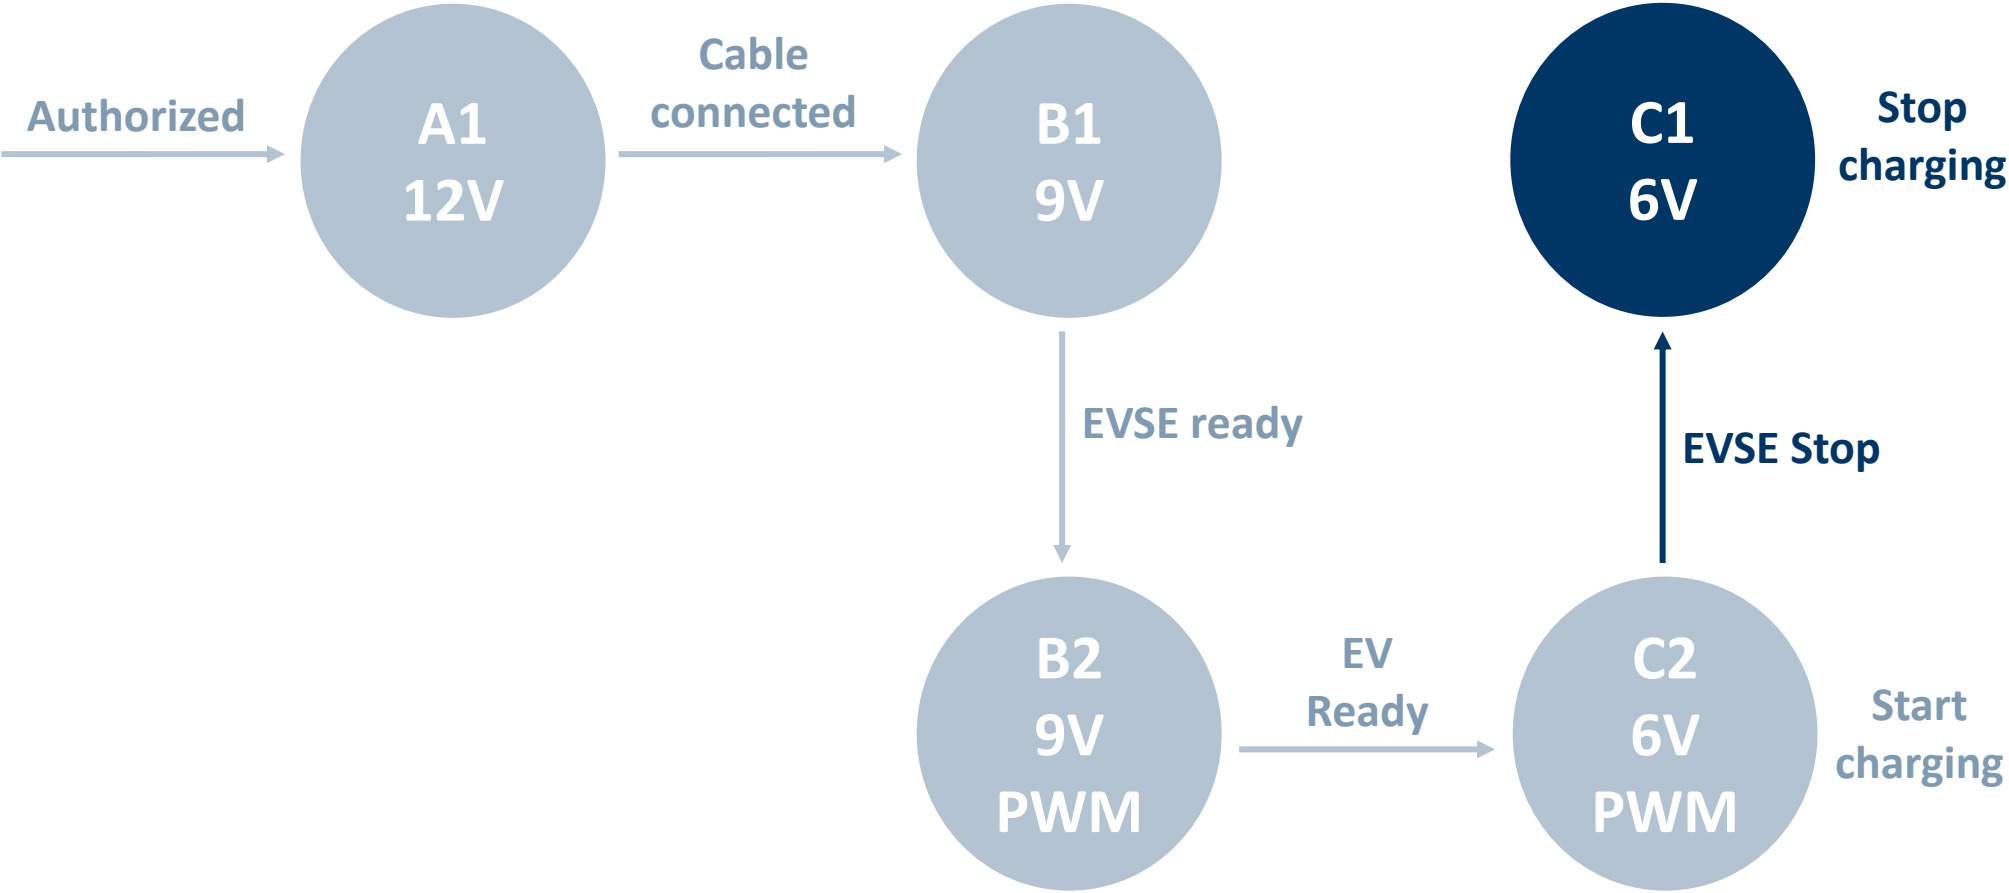 Authorized
A1
12V
Cable
connected
B1
9V
C1
6V
Stop
charging
EVSE ready
EVSE Stop
B2
9V
PWM
EV
Ready
C2
6V
PWM
Start
charging